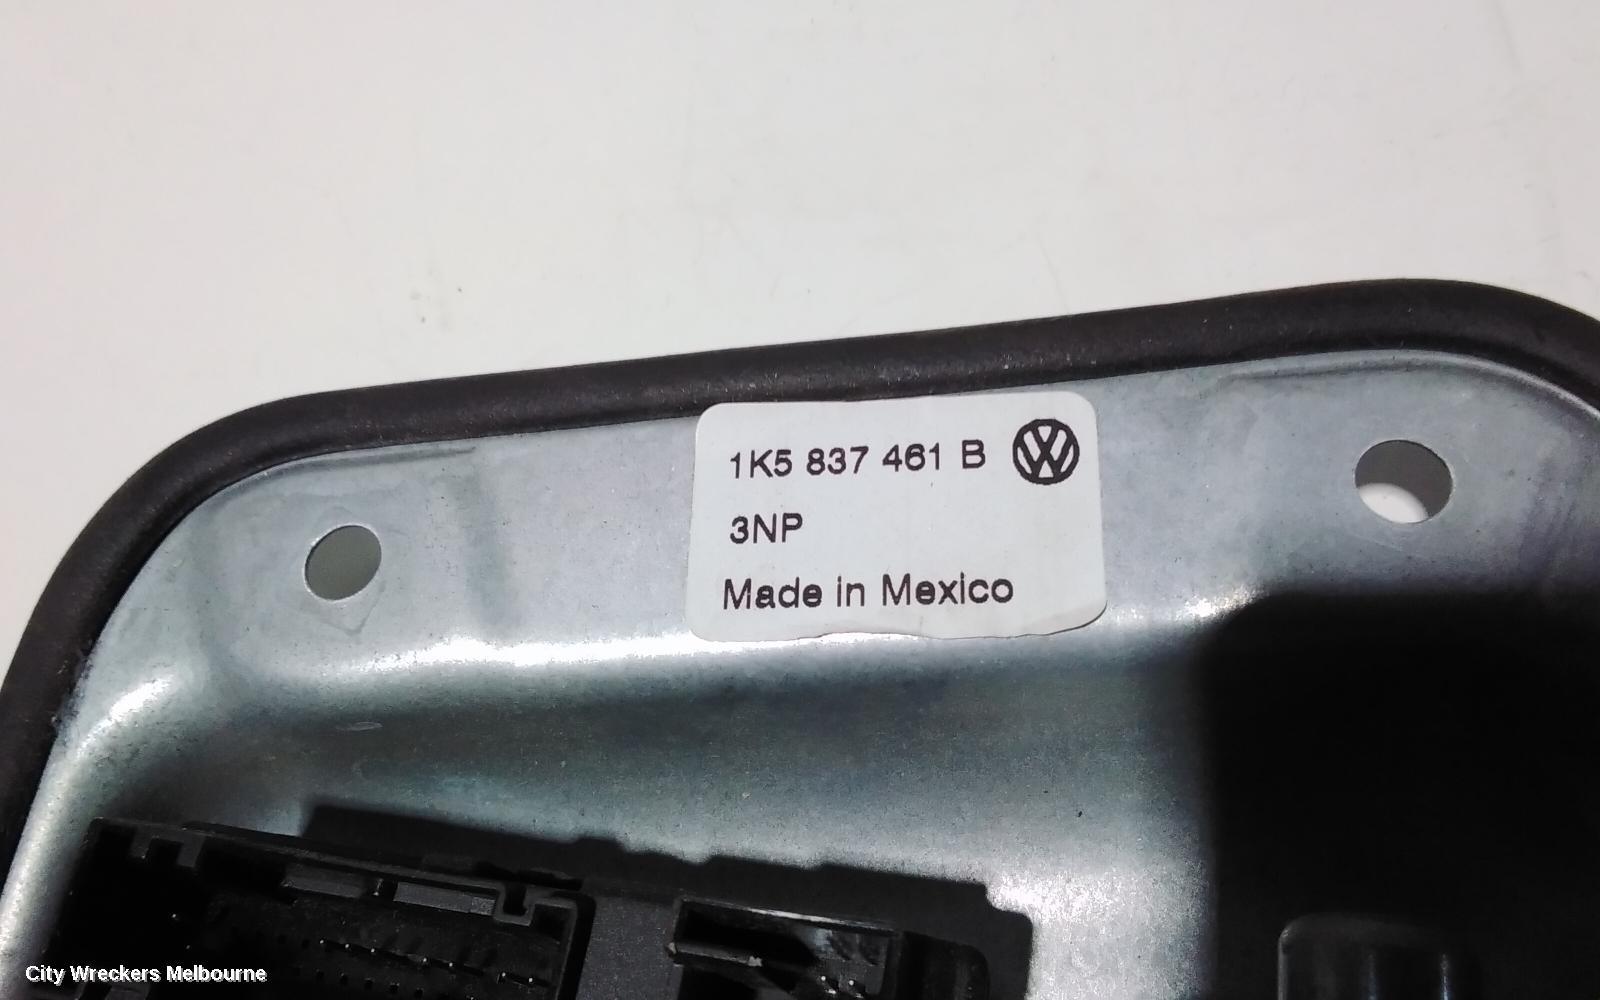 1K5 837 461 B
3NP
Made in Mexico
City Wreckers Melbourne